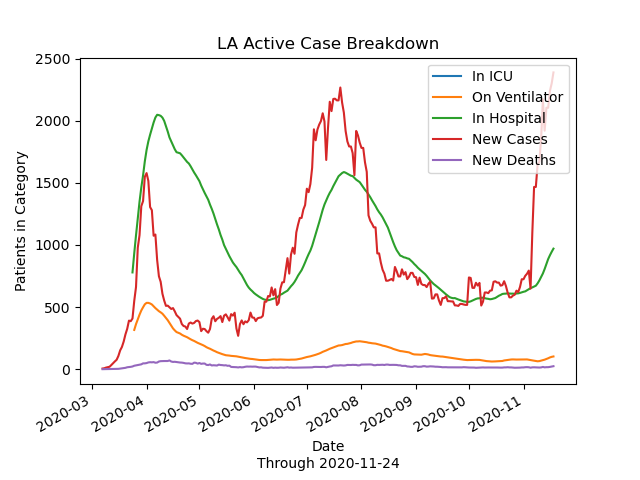 LA Active Case Breakdown
In ICU
On Ventilator
In Hospital
New Cases
New Deaths
Patients in Category
2500
2000
1500
1000
500
0
2020-03
2020-04
2020-05
2020-06
2020-07
2020-08
2020-09
2020-10
2020-11
Date
Through 2020-11-24